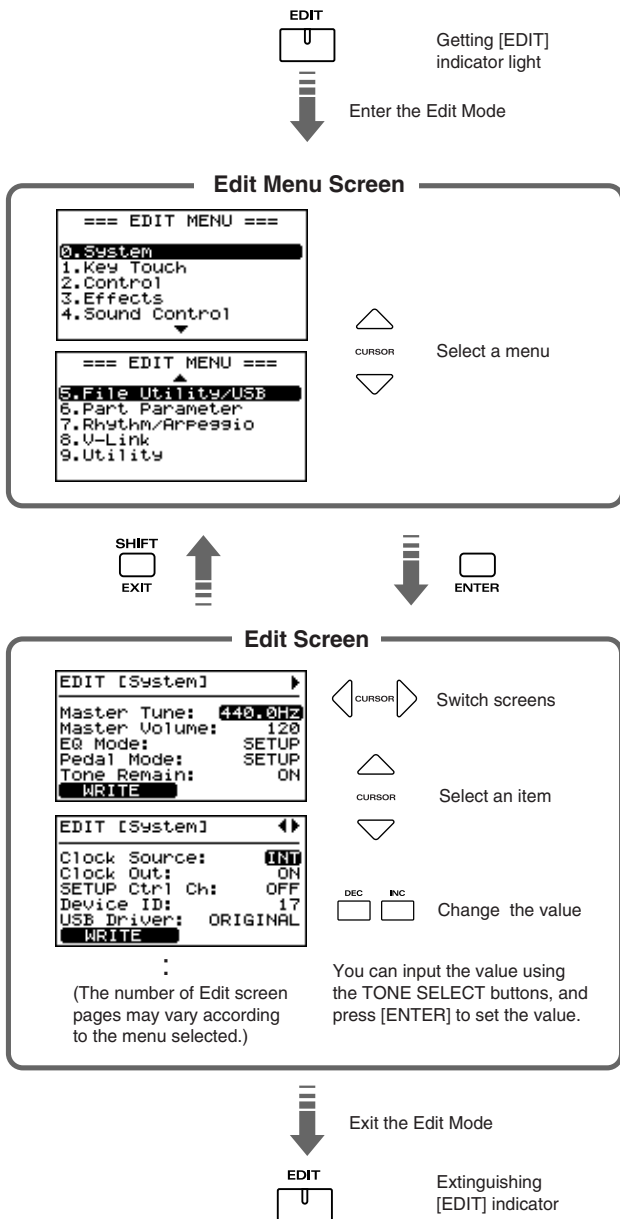 EDIT
Getting [EDIT]
indicator light
Enter the Edit Mode
Edit Menu Screen
=== EDIT MENU ===
0.System
1.Key Touch
2.Control
3.Effects
4.Sound Control
=== EDIT MENU ===
5.File Utility/USB
6.Part Parameter
7.Rhythm/Arpeggio
8.V-Link
9.Utility
CURSOR
Select a menu
SHIFT
EXIT
ENTER
Edit Screen
EDIT [System]
Master Tune: 440.0Hz
Master Volume: 120
EQ Mode: SETUP
Pedal Mode: SETUP
Tone Remain: ON
WRITE
CURSOR
Switch screens
CURSOR
Select an item
EDIT [System]
Clock Source: INT
Clock Out: ON
SETUP Ctrl Ch: OFF
Device ID: 17
USB Driver: ORIGINAL
WRITE
DEC INC
Change the value
:
(The number of Edit screen
pages may vary according
to the menu selected.)
You can input the value using
the TONE SELECT buttons, and
press [ENTER] to set the value.
Exit the Edit Mode
EDIT
Extinguishing
[EDIT] indicator